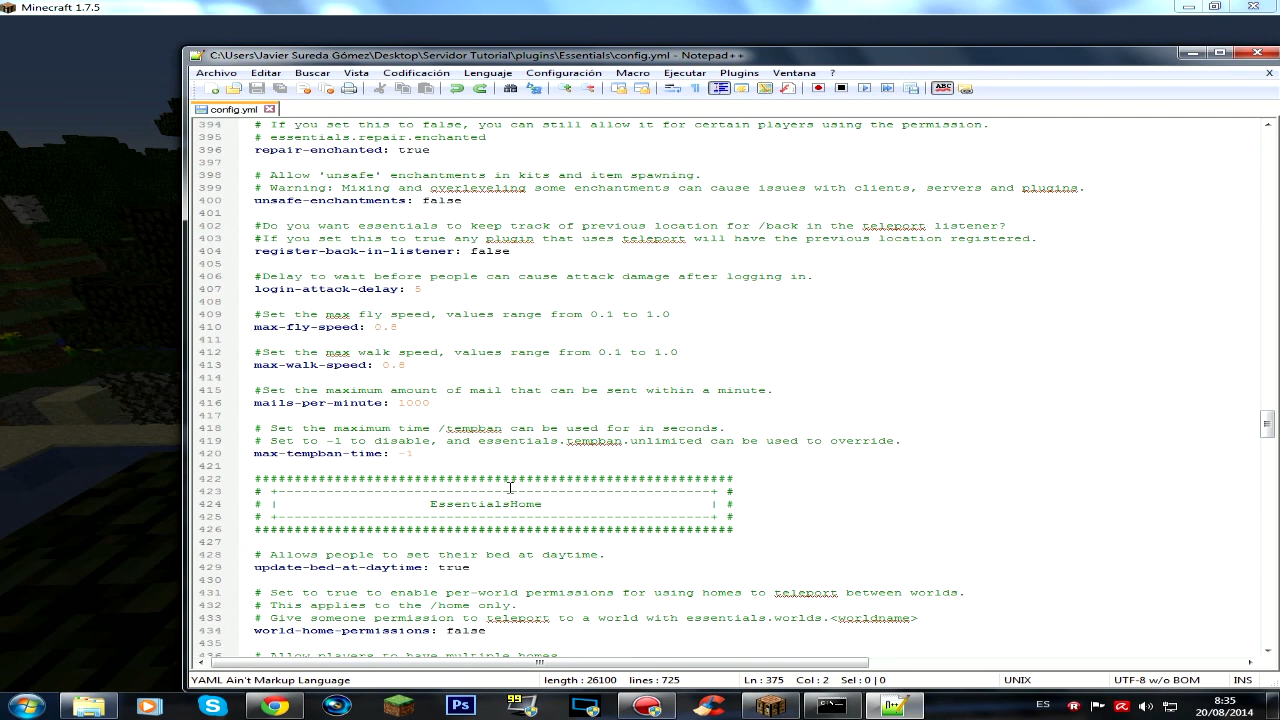 Minecraft 1.7.5
C:\Users\Javier Sureda Gómez\Desktop\Servidor Tutorial\plugins\Essentials\config.yml - Notepad++
Archivo Editar Buscar Vista Codificación Lenguaje Configuración Macro Ejecutar Plugins Ventana ? X
config.yml
394 # If you set this to false, you can still allow it for certain players using the permission.
395 # essentials.repair.enchanted
396 repair-enchanted: true
397
398 # Allow 'unsafe' enchantments in kits and item spawning.
399 # Warning: Mixing and overleveling some enchantments can cause issues with clients, servers and plugins.
400 unsafe-enchantments: false
401
402 #Do you want essentials to keep track of previous location for /back in the teleport listener?
403 #If you set this to true any plugin that uses teleport will have the previous location registered.
404 register-back-in-listener: false
405
406 #Delay to wait before people can cause attack damage after logging in.
407 login-attack-delay: 5
408
409 #Set the max fly speed, values range from 0.1 to 1.0
410 max-fly-speed: 0.8
411
412 #Set the max walk speed, values range from 0.1 to 1.0
413 max-walk-speed: 0.8
414
415 #Set the maximum amount of mail that can be sent within a minute.
416 mails-per-minute: 1000
417
418 # Set the maximum time /tempban can be used for in seconds.
419 # Set to -1 to disable, and essentials.tempban.unlimited can be used to override.
420 max-tempban-time: -1
421
422 ############################################################
423 # +------------------------------------------------------+ #
424 # | EssentialsHome | #
425 # +------------------------------------------------------+ #
426 ############################################################
427
428 # Allows people to set their bed at daytime.
429 update-bed-at-daytime: true
430
431 # Set to true to enable per-world permissions for using homes to teleport between worlds.
432 # This applies to the /home only.
433 # Give someone permission to teleport to a world with essentials.worlds.<worldname>
434 world-home-permissions: false
435
436 # Allow players to have multiple homes.
YAML Ain't Markup Language length : 26100 lines : 725 Ln : 375 Col : 2 Sel : 0 | 0 UNIX UTF-8 w/o BOM INS
ES 8:35
20/08/2014